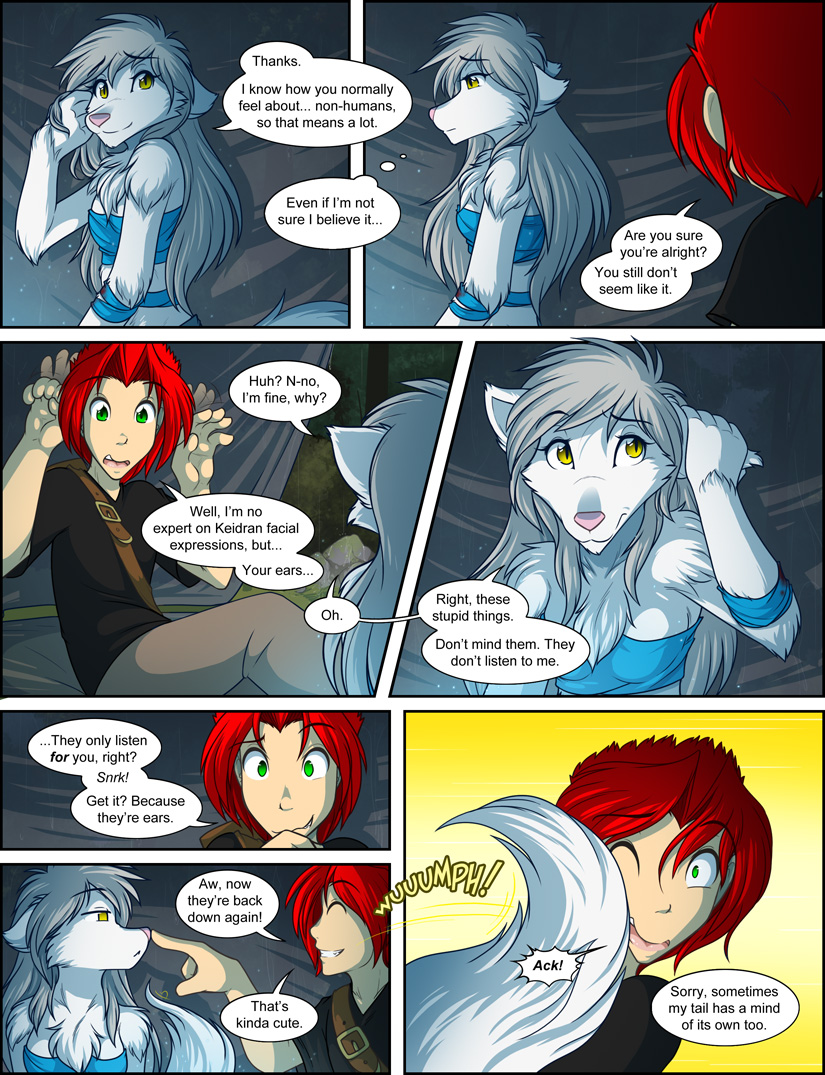 Thanks.
I know how you normally
feel about... non-humans,
so that means a lot.
Even if I'm not
sure I believe it...
Are you sure
you're alright?
You still don't
seem like it.
Huh? N-no,
I'm fine, why?
Well, I'm no
expert on Keidran facial
expressions, but...
Your ears...
Oh.
Right, these
stupid things.
Don't mind them. They
don't listen to me.
...They only listen
for you, right?
Snrk!
Get it? Because
they're ears.
Aw, now
they're back
down again!
That's
kinda cute.
WUUUMPH!
Ack!
Sorry, sometimes
my tail has a mind
of its own too.